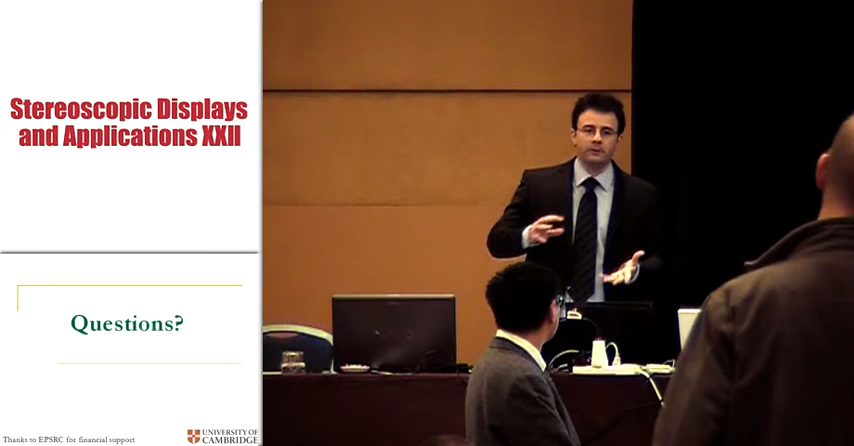 Stereoscopic Displays
and Applications XXII
Questions?
Thanks to EPSRC for financial support
UNIVERSITY OF
CAMBRIDGE